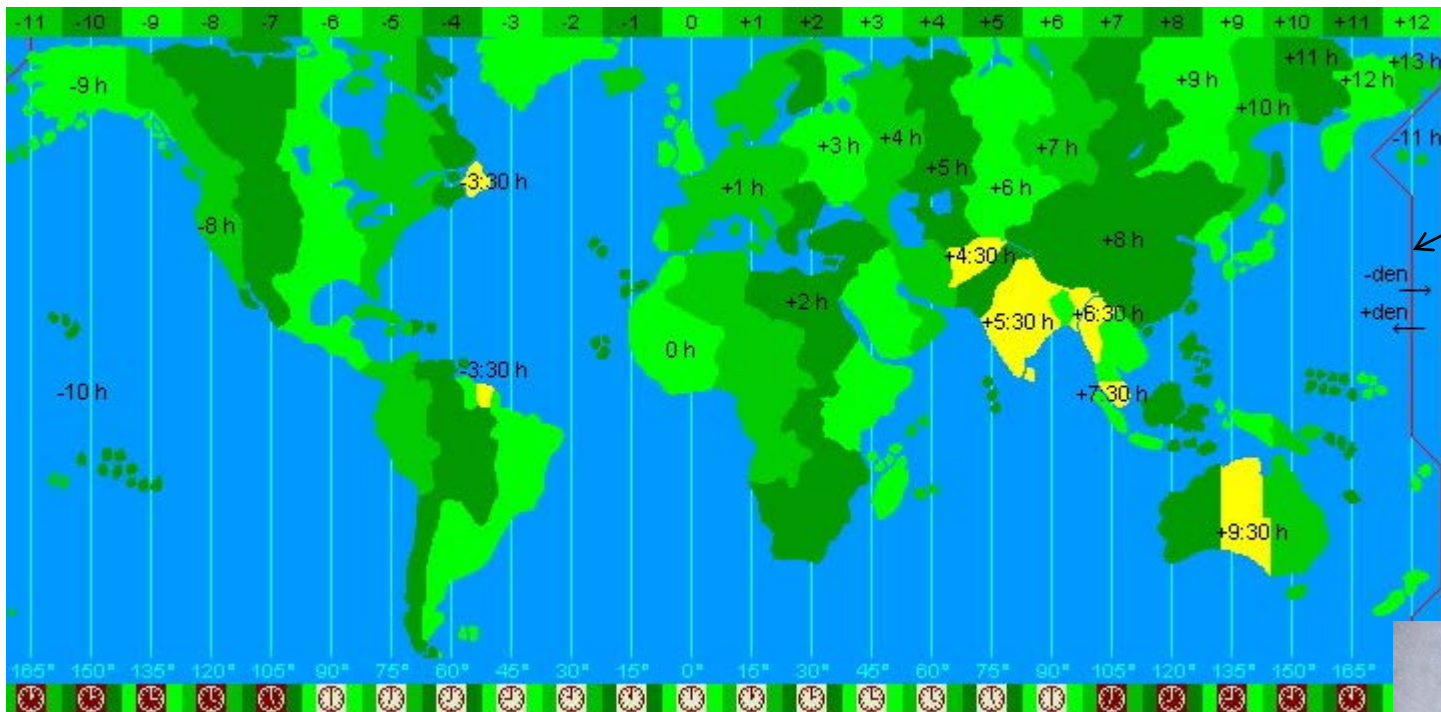 -11 -10 -9 -8 -7 -6 -5 -4 -3 -2 -1 0 +1 +2 +3 +4 +5 +6 +7 +8 +9 +10 +11 +12
+11 h +13 h
-9 h +9 h +12 h
+10 h
+3 h +4 h -11 h
+7 h
+5 h
-3:30 h +1 h +6 h
-8 h
+8 h
+4:30 h
-den
+2 h
+5:30 h +6:30 h +den
0 h
-3:30 h
-10 h +7:30 h
+9:30 h
165° 150° 135° 120° 105° 90° 75° 60° 45° 30° 15° 0° 15° 30° 45° 60° 75° 90° 105° 120° 135° 150° 165°